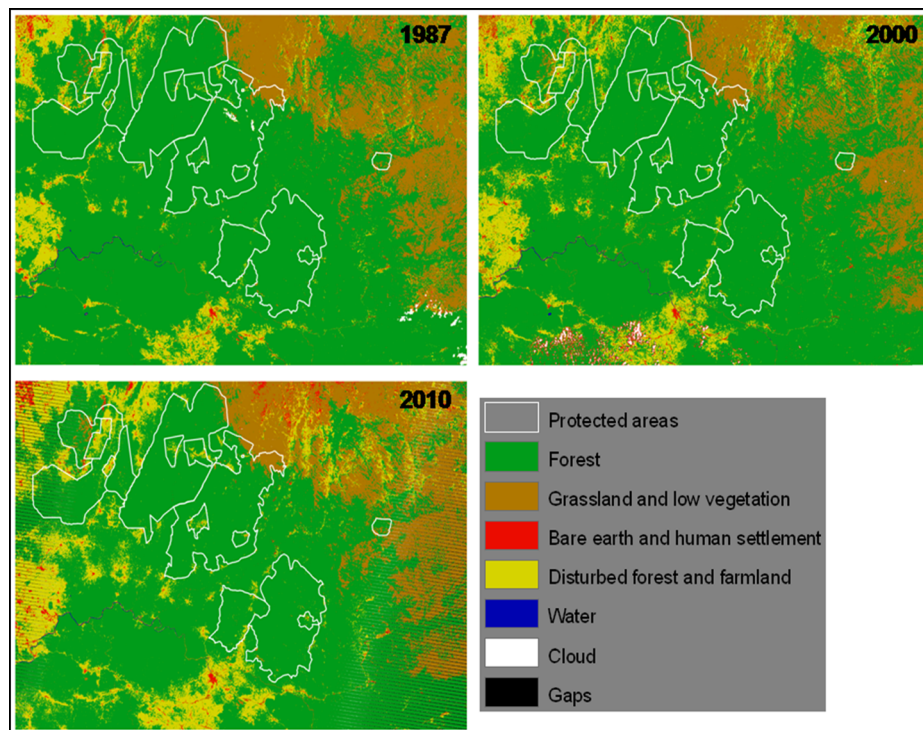 1987
2000
2010
Protected areas
Forest
Grassland and low vegetation
Bare earth and human settlement
Disturbed forest and farmland
Water
Cloud
Gaps